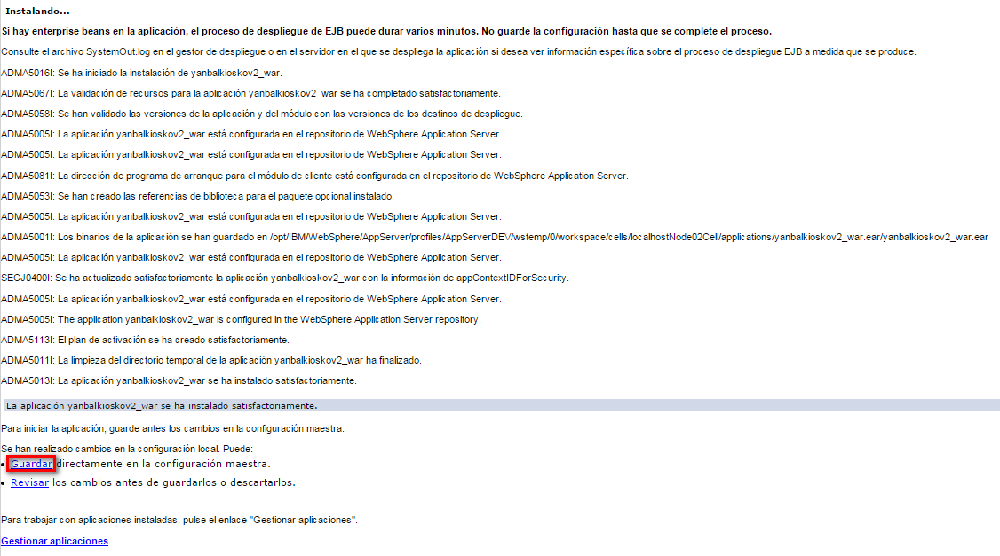 Instalando...
Si hay enterprise beans en la aplicación, el proceso de despliegue de EJB puede durar varios minutos. No guarde la configuración hasta que se complete el proceso.
Consulte el archivo SystemOut.log en el gestor de despliegue o en el servidor en el que se despliega la aplicación si desea ver información específica sobre el proceso de despliegue EJB a medida que se produce.
ADMA5016I: Se ha iniciado la instalación de yanbalkioskov2_war.
ADMA5067I: La validación de recursos para la aplicación yanbalkioskov2_war se ha completado satisfactoriamente.
ADMA5058I: Se han validado las versiones de la aplicación y del módulo con las versiones de los destinos de despliegue.
ADMA5005I: La aplicación yanbalkioskov2_war está configurada en el repositorio de WebSphere Application Server.
ADMA5005I: La aplicación yanbalkioskov2_war está configurada en el repositorio de WebSphere Application Server.
ADMA5081I: La dirección de programa de arranque para el módulo de cliente está configurada en el repositorio de WebSphere Application Server.
ADMA5053I: Se han creado las referencias de biblioteca para el paquete opcional instalado.
ADMA5005I: La aplicación yanbalkioskov2_war está configurada en el repositorio de WebSphere Application Server.
ADMA5001I: Los binarios de la aplicación se han guardado en /opt/IBM/WebSphere/AppServer/profiles/AppServerDEV/wstemp/0/workspace/cells/localhostNode02Cell/applications/yanbalkioskov2_war.ear/yanbalkioskov2_war.ear
ADMA5005I: La aplicación yanbalkioskov2_war está configurada en el repositorio de WebSphere Application Server.
SECJ0400I: Se ha actualizado satisfactoriamente la aplicación yanbalkioskov2_war con la información de appContextIDForSecurity.
ADMA5005I: La aplicación yanbalkioskov2_war está configurada en el repositorio de WebSphere Application Server.
ADMA5005I: The application yanbalkioskov2_war is configured in the WebSphere Application Server repository.
ADMA5113I: El plan de activación se ha creado satisfactoriamente.
ADMA5011I: La limpieza del directorio temporal de la aplicación yanbalkioskov2_war ha finalizado.
ADMA5013I: La aplicación yanbalkioskov2_war se ha instalado satisfactoriamente.
La aplicación yanbalkioskov2_war se ha instalado satisfactoriamente.
Para iniciar la aplicación, guarde antes los cambios en la configuración maestra.
Se han realizado cambios en la configuración local. Puede:
• Guardar directamente en la configuración maestra.
• Revisar los cambios antes de guardarlos o descartarlos.
Para trabajar con aplicaciones instaladas, pulse el enlace "Gestionar aplicaciones".
Gestionar aplicaciones